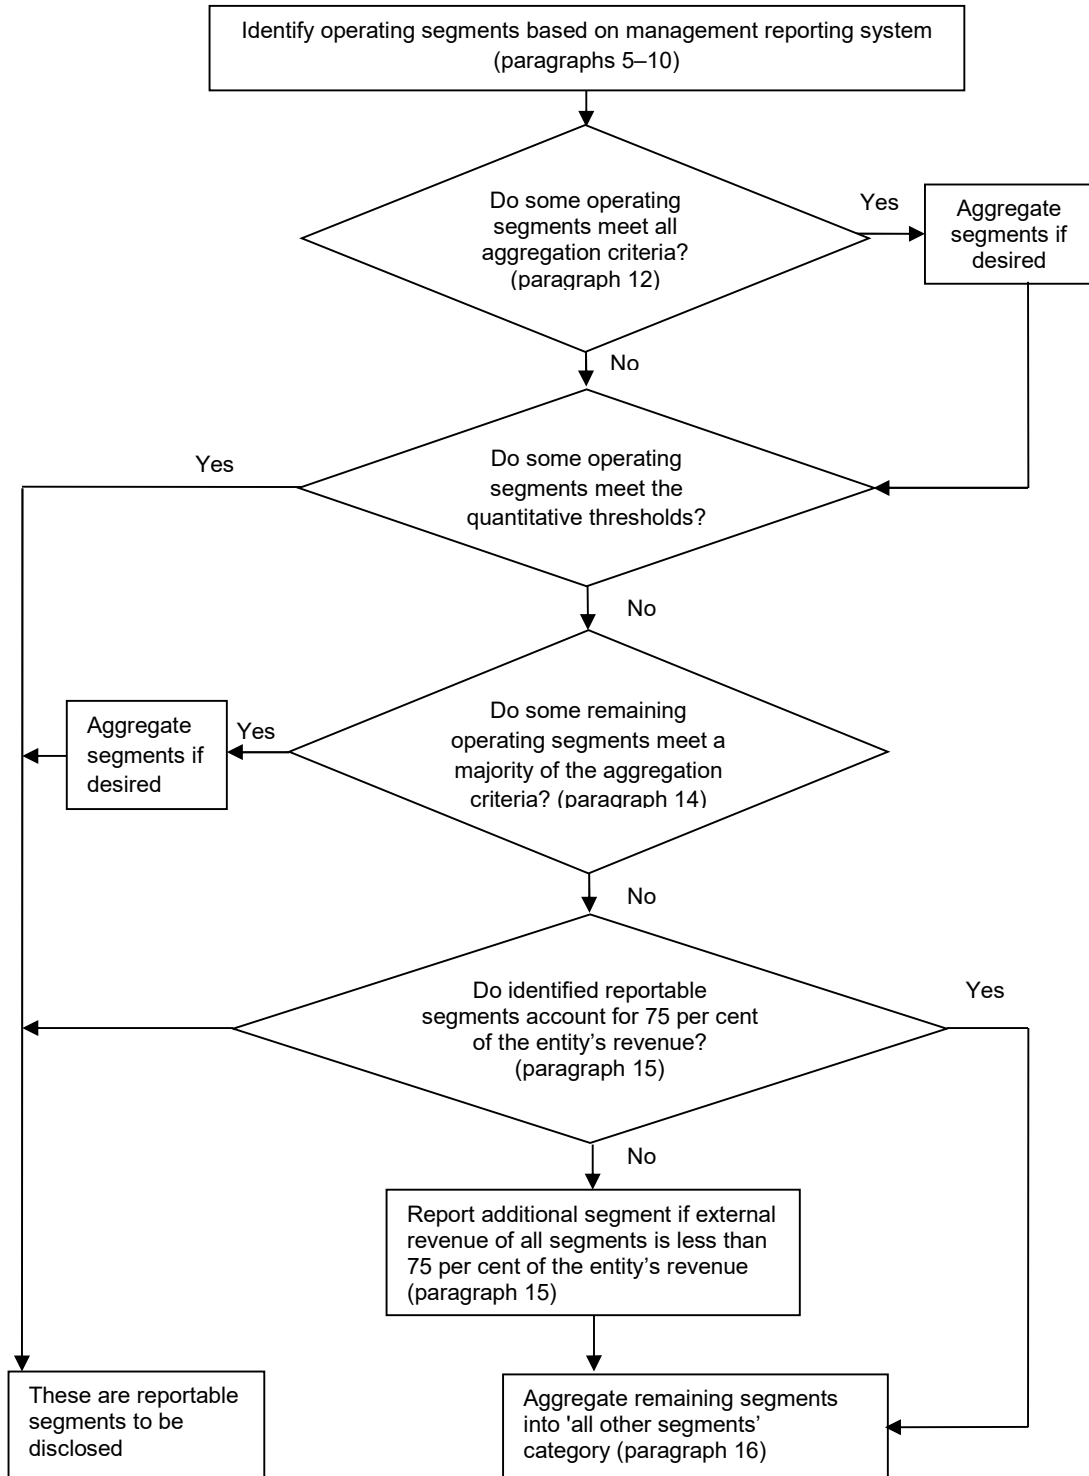 Identify operating segments based on management reporting system
(paragraphs 5–10)
Do some operating
segments meet all
aggregation criteria?
(paragraph 12)
Yes
Aggregate
segments if
desired
No
Yes
Do some operating
segments meet the
quantitative thresholds?
No
Aggregate
segments if
desired
Yes
Do some remaining
operating segments meet a
majority of the aggregation
criteria? (paragraph 14)
No
Do identified reportable
segments account for 75 per cent
of the entity’s revenue?
(paragraph 15)
Yes
No
Report additional segment if external
revenue of all segments is less than
75 per cent of the entity’s revenue
(paragraph 15)
These are reportable
segments to be
disclosed
Aggregate remaining segments
into 'all other segments’
category (paragraph 16)